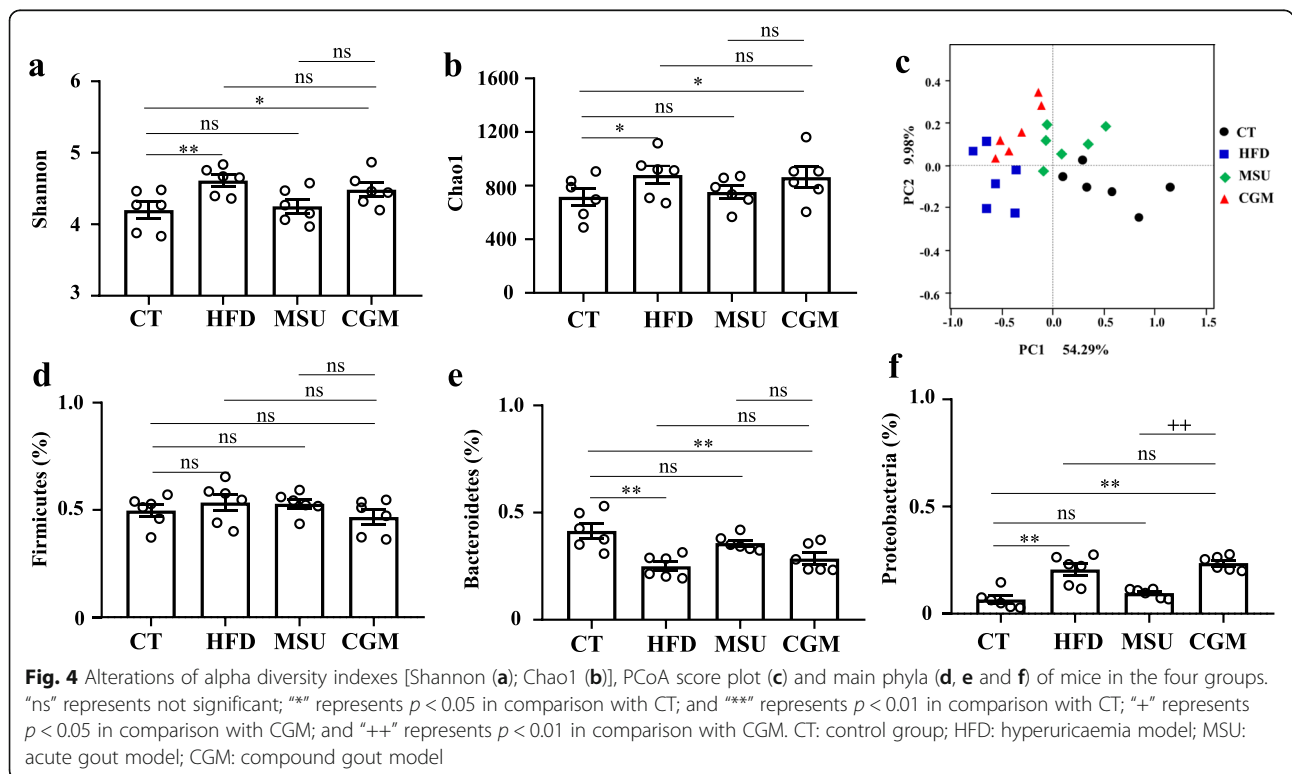 a
ns
ns
*
ns
**
Shannon
6
5
4
3
CT HFD MSU CGM
b
ns
ns
*
ns
*
Chao1
1600
1200
800
400
0
CT HFD MSU CGM
c
PC2 9.98%
0.4
0.2
0.0
-0.2
-0.4
-0.6
-1.0 -0.5 0.0 0.5 1.0 1.5
PC1 54.29%
CT
HFD
MSU
CGM
d
ns
ns
ns
ns
ns
Firmicutes (%)
1.0
0.5
0
CT HFD MSU CGM
e
ns
ns
**
ns
**
Bacteroidetes (%)
1.0
0.5
0
CT HFD MSU CGM
f
++
ns
**
ns
**
Proteobacteria (%)
1.0
0.5
0
CT HFD MSU CGM
Fig. 4 Alterations of alpha diversity indexes [Shannon (a); Chao1 (b)], PCoA score plot (c) and main phyla (d, e and f) of mice in the four groups.
"ns" represents not significant; "*" represents p < 0.05 in comparison with CT; and "**" represents p < 0.01 in comparison with CT; "+" represents
p < 0.05 in comparison with CGM; and "++" represents p < 0.01 in comparison with CGM. CT: control group; HFD: hyperuricaemia model; MSU:
acute gout model; CGM: compound gout model